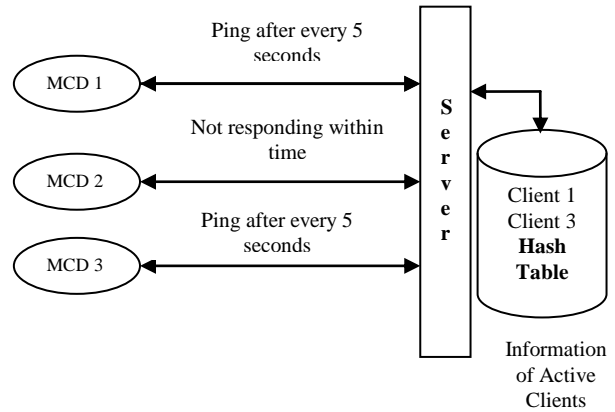 Ping after every 5
seconds
MCD 1
Not responding within
time
MCD 2
Ping after every 5
seconds
MCD 3
Server
Client 1
Client 3
Hash
Table
Information
of Active
Clients